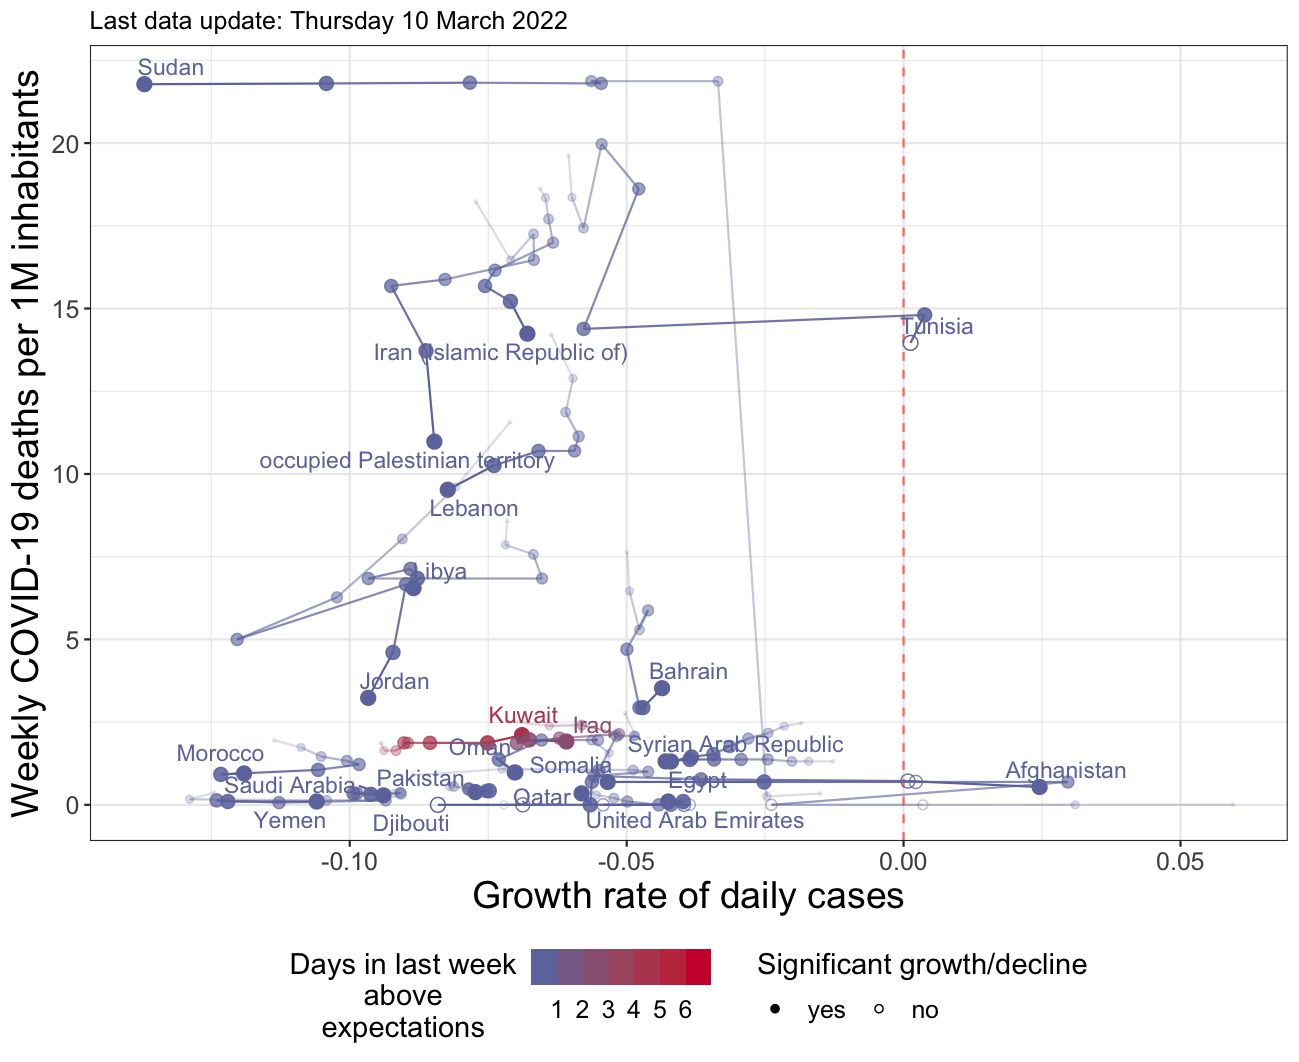 Last data update: Thursday 10 March 2022
Weekly COVID-19 deaths per 1M inhabitants
20
15
10
5
0
Sudan
Tunisia
Iran (Islamic Republic of)
occupied Palestinian territory
Lebanon
Libya
Jordan
Bahrain
Kuwait
Iraq
Morocco
Oman
Syrian Arab Republic
Somalia
Afghanistan
Saudi Arabia
Pakistan
Egypt
Qatar
Yemen
Djibouti
United Arab Emirates
-0.10
-0.05
0.00
0.05
Growth rate of daily cases
Days in last week
above
expectations
1 2 3 4 5 6
Significant growth/decline
yes
no